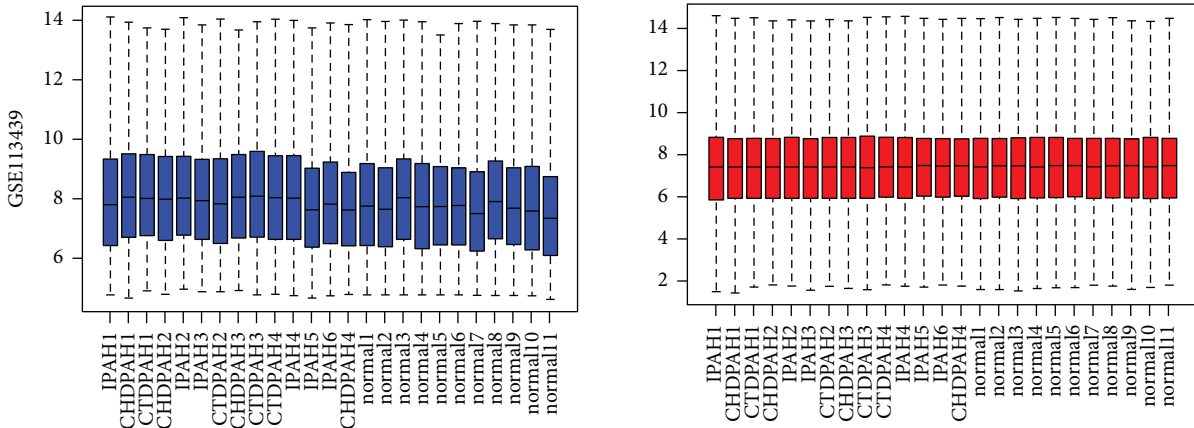 GSE113439
14
12
10
8
6
IPAH1
CHDPAH1
CTDPAH1
CHDPAH2
IPAH2
IPAH3
CTDPAH2
CHDPAH3
CTDPAH3
CTDPAH4
IPAH4
IPAH5
IPAH6
CHDPAH4
normal1
normal2
normal3
normal4
normal5
normal6
normal7
normal8
normal9
normal10
normal11
14
12
10
8
6
4
2
IPAH1
CHDPAH1
CTDPAH1
CHDPAH2
IPAH2
IPAH3
CTDPAH2
CHDPAH3
CTDPAH3
CTDPAH4
IPAH4
IPAH5
IPAH6
CHDPAH4
normal1
normal2
normal3
normal4
normal5
normal6
normal7
normal8
normal9
normal10
normal11